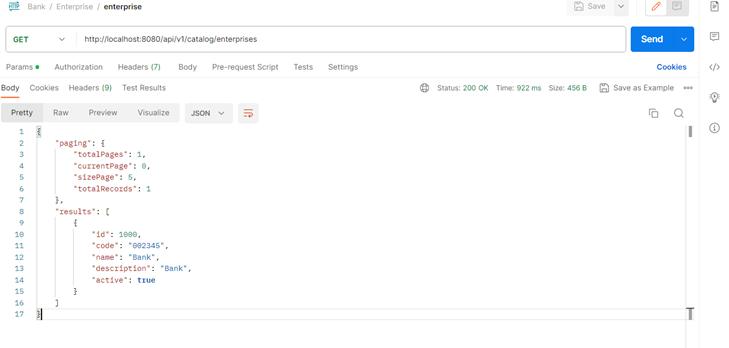 HTTP Bank / Enterprise / enterprise Save
GET http://localhost:8080/api/v1/catalog/enterprises Send
Params Authorization Headers (7) Body Pre-request Script Tests Settings Cookies
Body Cookies Headers (9) Test Results Status: 200 OK Time: 922 ms Size: 456 B Save as Example
Pretty Raw Preview Visualize JSON
1 {
2 "paging": {
3 "totalPages": 1,
4 "currentPage": 0,
5 "sizePage": 5,
6 "totalRecords": 1
7 },
8 "results": [
9 {
10 "id": 1000,
11 "code": "002345",
12 "name": "Bank",
13 "description": "Bank",
14 "active": true
15 }
16 ]
17 }